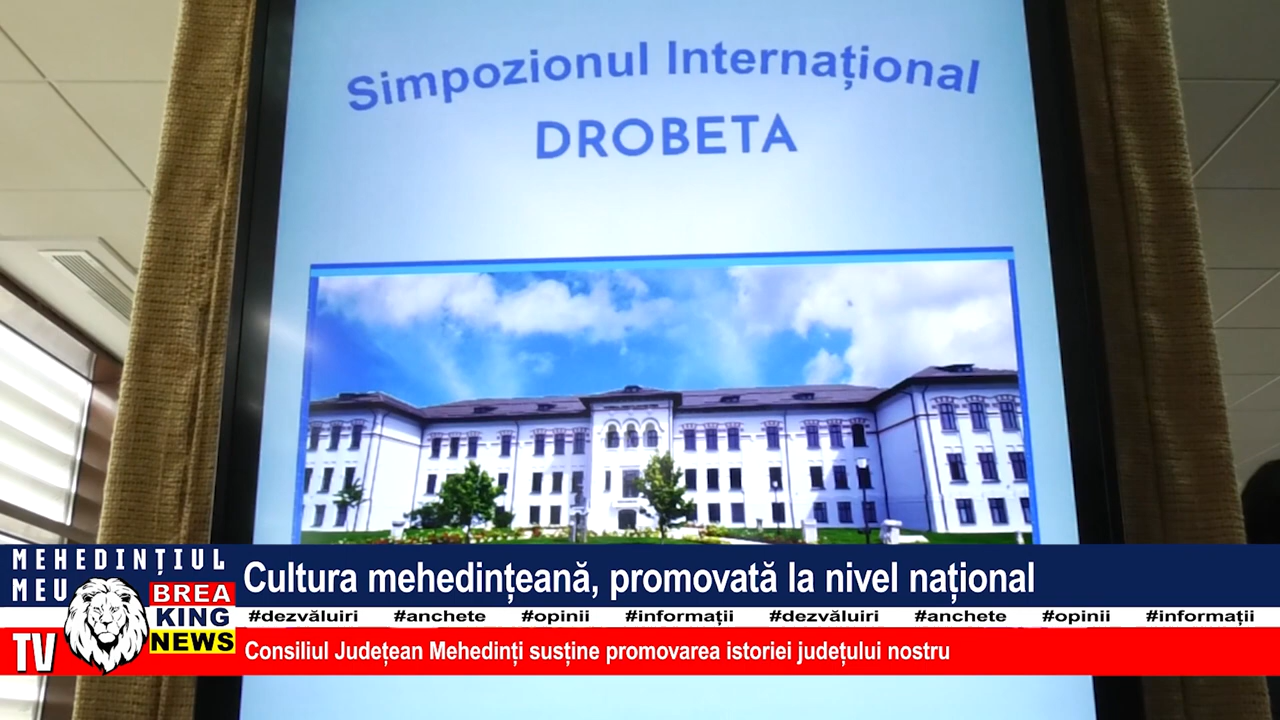 Simpozionul Internațional
DROBETA
MEHEDINȚIUL
MEU
BREA
KING
NEWS
TV
Cultura mehedințeană, promovată la nivel național
#dezvăluiri #anchete #opinii #informații #dezvăluiri #anchete #opinii #informații
Consiliul Județean Mehedinți susține promovarea istoriei județului nostru